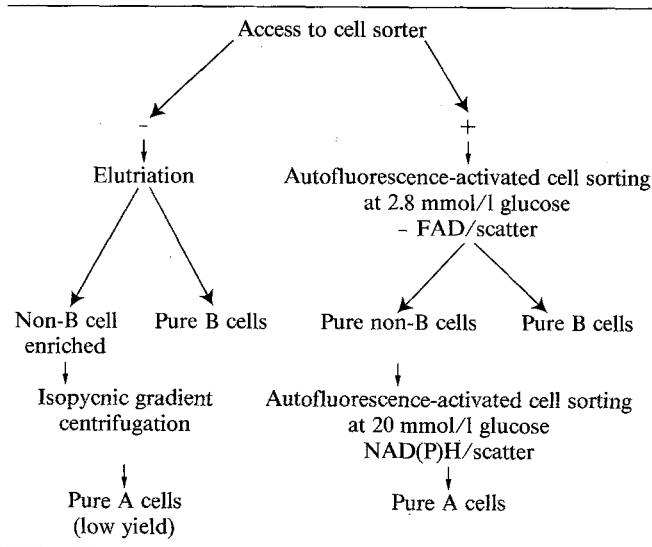 Access to cell sorter
-
+
Elutriation
Autofluorescence-activated cell sorting
at 2.8 mmol/l glucose
– FAD/scatter
Non-B cell
enriched
Pure B cells
Pure non-B cells
Pure B cells
Isopycnic gradient
centrifugation
Autofluorescence-activated cell sorting
at 20 mmol/l glucose
NAD(P)H/scatter
Pure A cells
(low yield)
Pure A cells